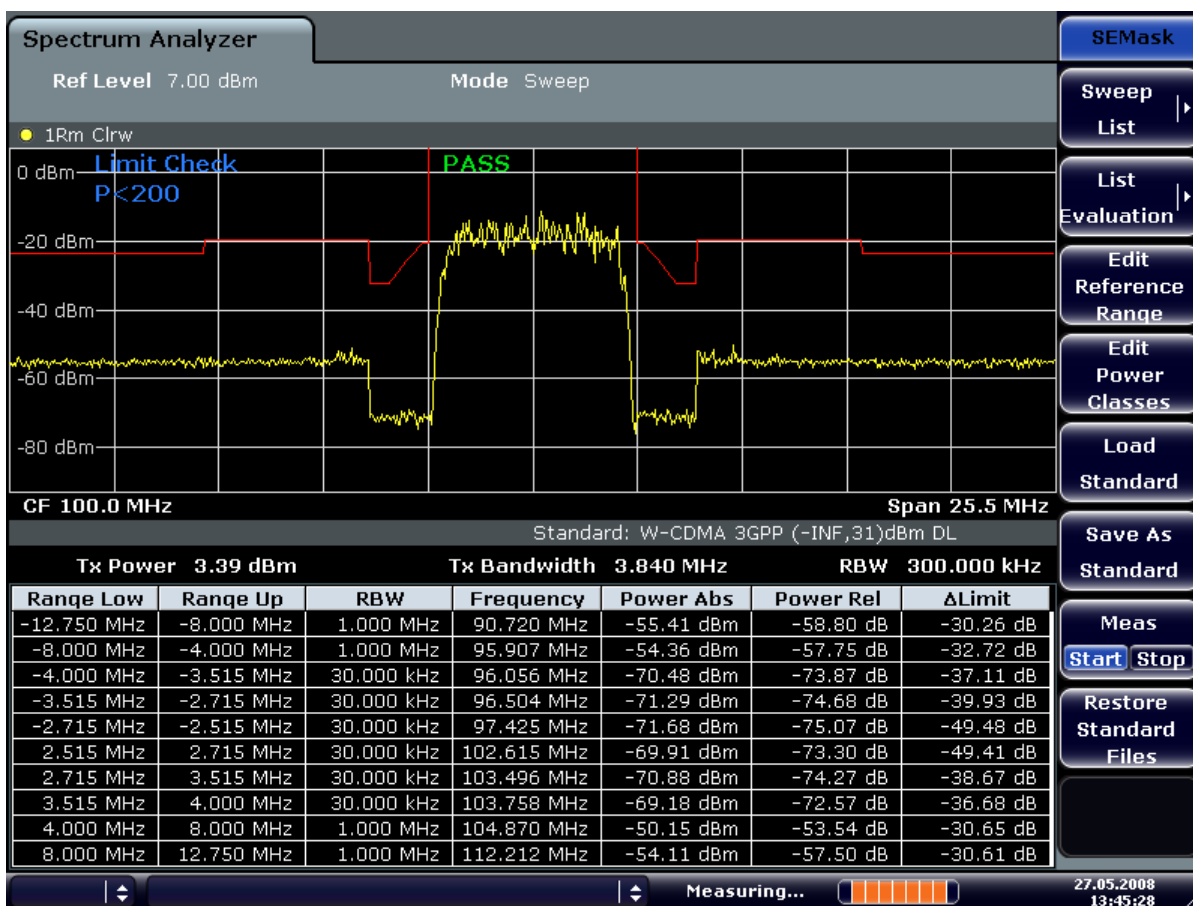 Spectrum Analyzer
Ref Level 7.00 dBm Mode Sweep
1Rm Clrw
Limit Check PASS
P<200
0 dBm
-20 dBm
-40 dBm
-60 dBm
-80 dBm
CF 100.0 MHz Span 25.5 MHz
Standard: W-CDMA 3GPP (-INF,31)dBm DL
Tx Power 3.39 dBm Tx Bandwidth 3.840 MHz RBW 300.000 kHz
Range Low Range Up RBW Frequency Power Abs Power Rel ΔLimit
-12.750 MHz -8.000 MHz 1.000 MHz 90.720 MHz -55.41 dBm -58.80 dB -30.26 dB
-8.000 MHz -4.000 MHz 1.000 MHz 95.907 MHz -54.36 dBm -57.75 dB -32.72 dB
-4.000 MHz -3.515 MHz 30.000 kHz 96.056 MHz -70.48 dBm -73.87 dB -37.11 dB
-3.515 MHz -2.715 MHz 30.000 kHz 96.504 MHz -71.29 dBm -74.68 dB -39.93 dB
-2.715 MHz -2.515 MHz 30.000 kHz 97.425 MHz -71.68 dBm -75.07 dB -49.48 dB
2.515 MHz 2.715 MHz 30.000 kHz 102.615 MHz -69.91 dBm -73.30 dB -49.41 dB
2.715 MHz 3.515 MHz 30.000 kHz 103.496 MHz -70.88 dBm -74.27 dB -38.67 dB
3.515 MHz 4.000 MHz 30.000 kHz 103.758 MHz -69.18 dBm -72.57 dB -36.68 dB
4.000 MHz 8.000 MHz 1.000 MHz 104.870 MHz -50.15 dBm -53.54 dB -30.65 dB
8.000 MHz 12.750 MHz 1.000 MHz 112.212 MHz -54.11 dBm -57.50 dB -30.61 dB
Measuring...
SEMask
Sweep
List
List
Evaluation
Edit
Reference
Range
Edit
Power
Classes
Load
Standard
Save As
Standard
Meas
Start Stop
Restore
Standard
Files
27.05.2008
13:45:28